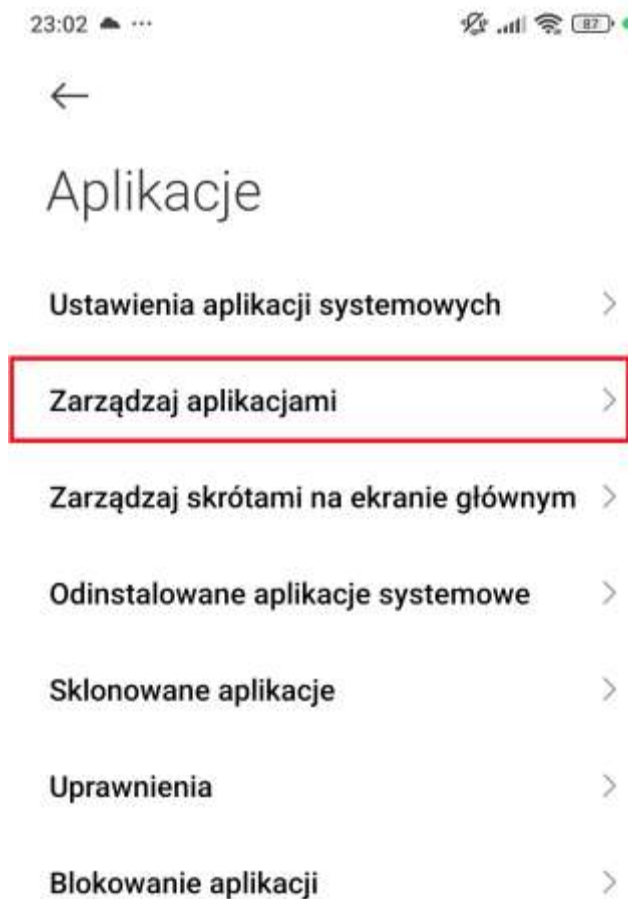 23:02
87
Aplikacje
Ustawienia aplikacji systemowych
Zarządzaj aplikacjami
Zarządzaj skrótami na ekranie głównym
Odinstalowane aplikacje systemowe
Sklonowane aplikacje
Uprawnienia
Blokowanie aplikacji